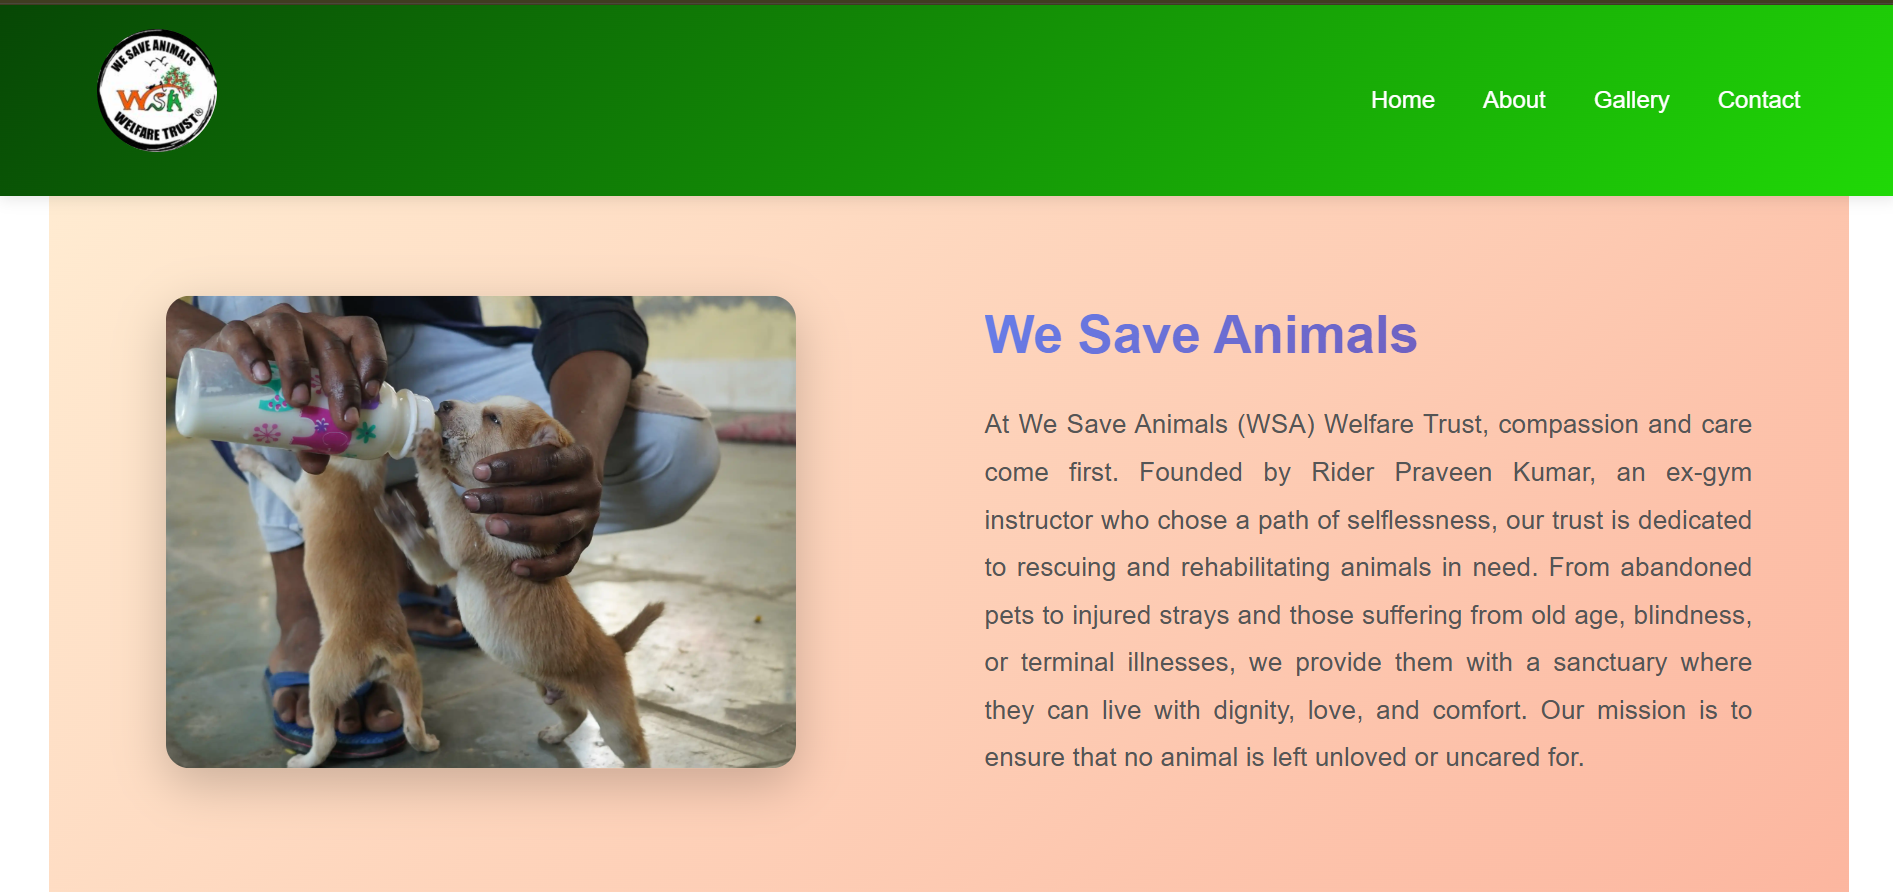 WE SAVE ANIMALS
WSA
WELFARE TRUST®
Home About Gallery Contact
We Save Animals
At We Save Animals (WSA) Welfare Trust, compassion and care
come first. Founded by Rider Praveen Kumar, an ex-gym
instructor who chose a path of selflessness, our trust is dedicated
to rescuing and rehabilitating animals in need. From abandoned
pets to injured strays and those suffering from old age, blindness,
or terminal illnesses, we provide them with a sanctuary where
they can live with dignity, love, and comfort. Our mission is to
ensure that no animal is left unloved or uncared for.